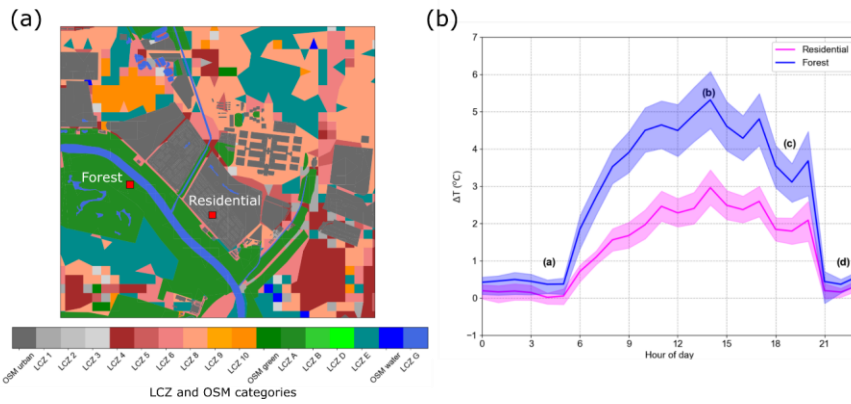 (a)
Forest
Residential
OSM urban
LCZ 1
LCZ 2
LCZ 3
LCZ 4
LCZ 5
LCZ 6
LCZ 8
LCZ 9
LCZ 10
OSM green
LCZ A
LCZ B
LCZ D
LCZ E
OSM water
LCZ G
LCZ and OSM categories
(b)
Residential
Forest
7
6
5
4
3
2
1
0
−1
ΔT (°C)
(a)
(b)
(c)
(d)
0
3
6
9
12
15
18
21
Hour of day